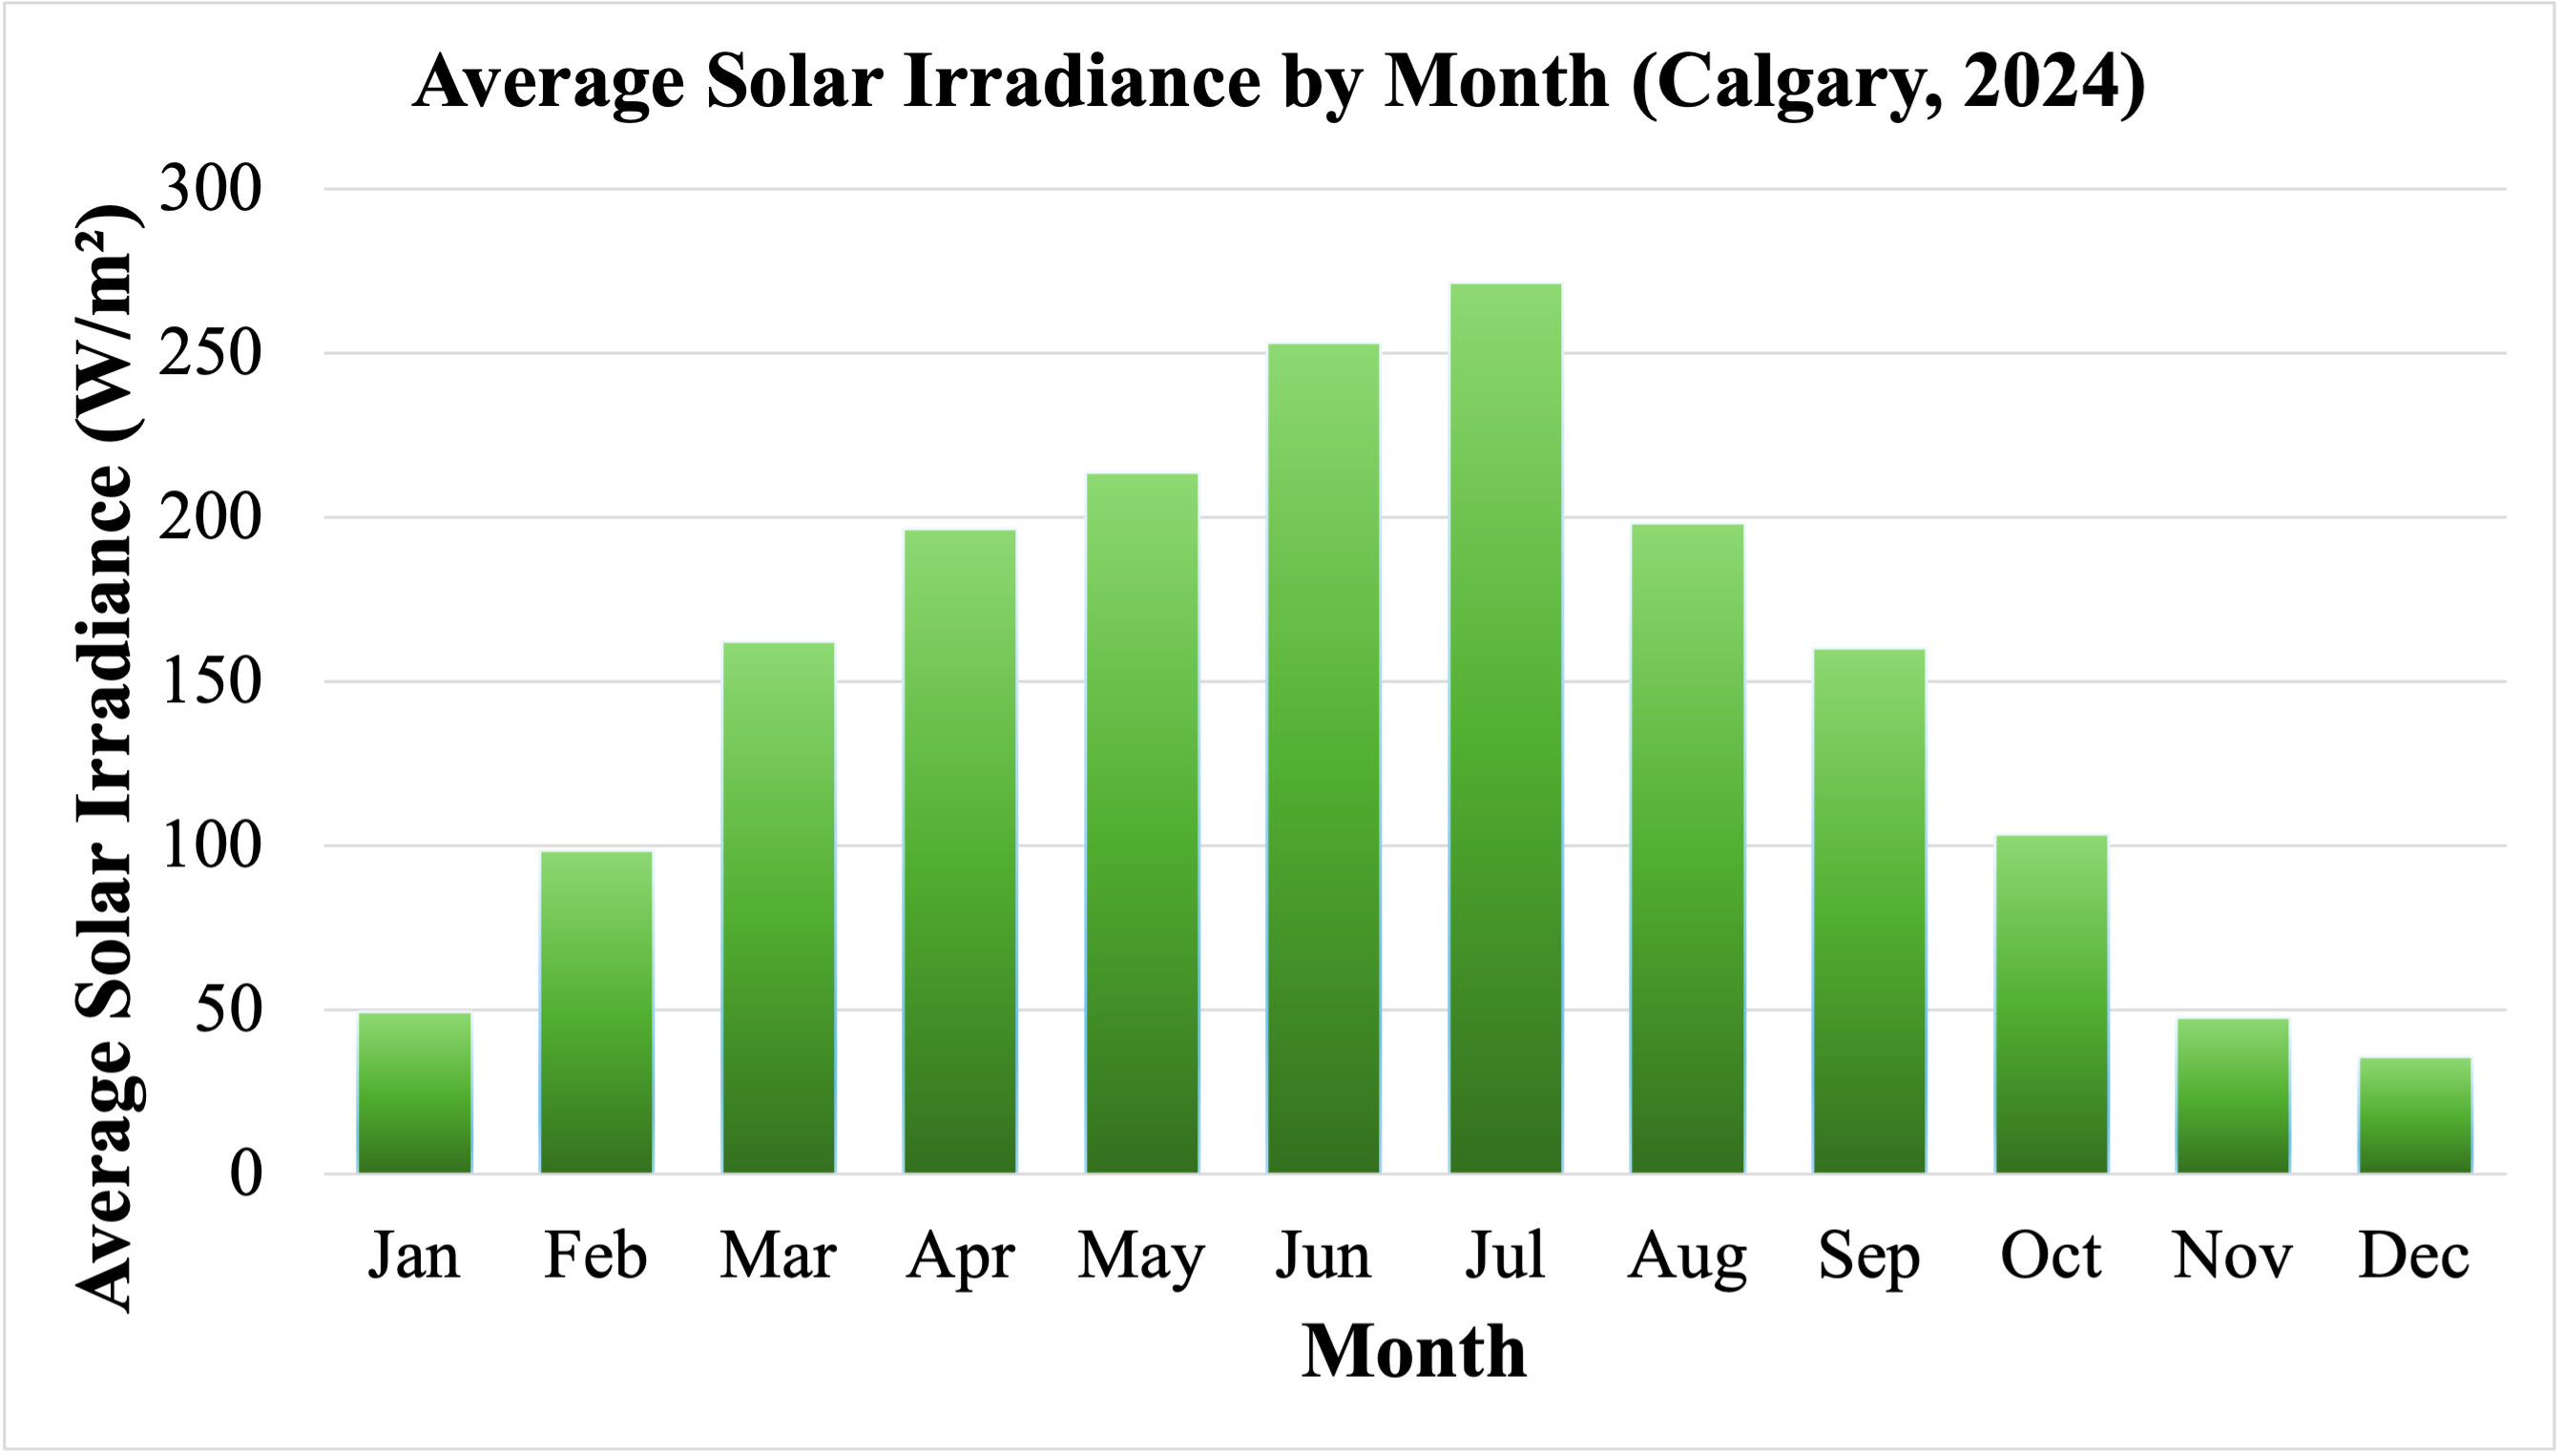 Average Solar Irradiance by Month (Calgary, 2024)
Average Solar Irradiance (W/m²)
300
250
200
150
100
50
0
Jan Feb Mar Apr May Jun Jul Aug Sep Oct Nov Dec
Month